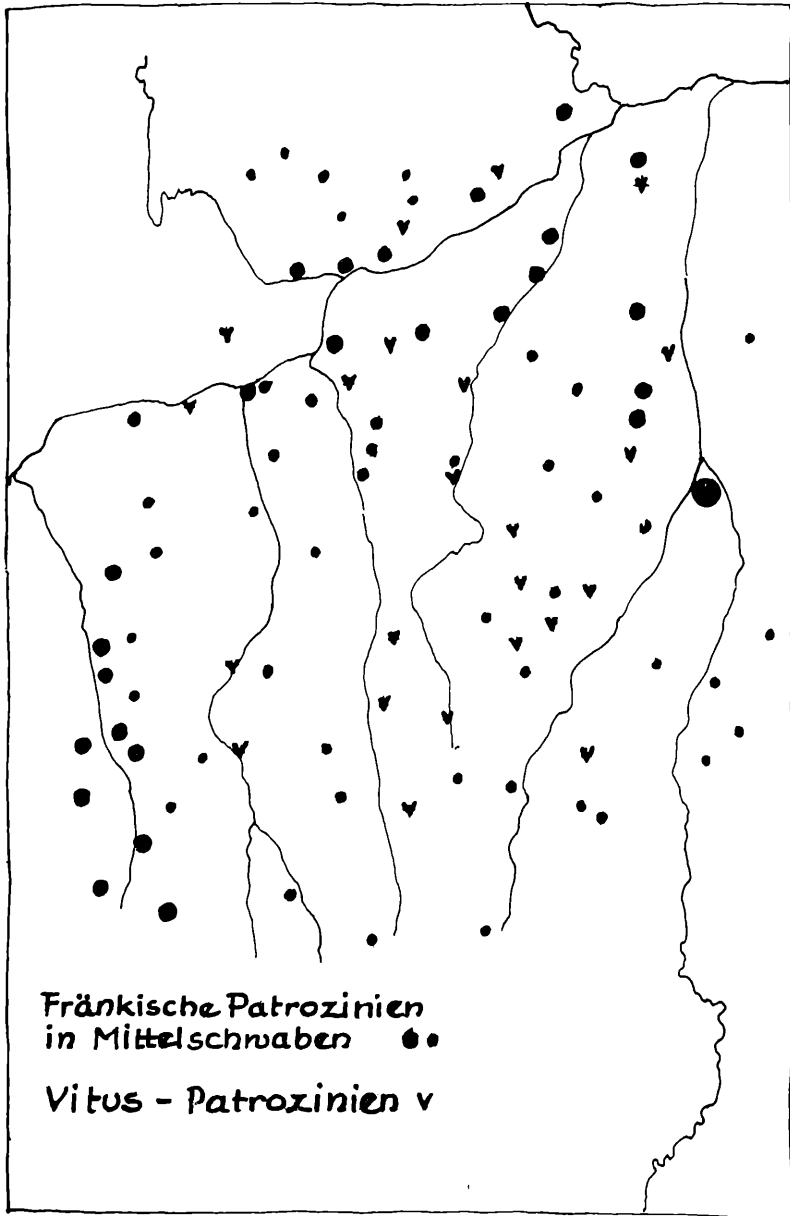 Fränkische Patrozinien
in Mittelschwaben
Vitus - Patrozinien v